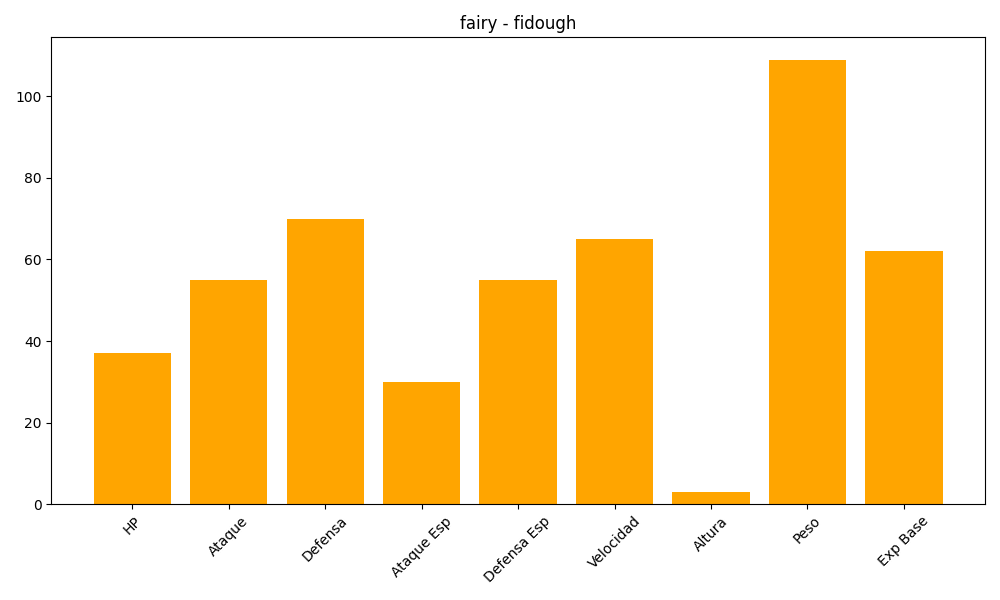 fairy - fidough
100
80
60
40
20
0
HP
Ataque
Defensa
Ataque Esp
Defensa Esp
Velocidad
Altura
Peso
Exp Base